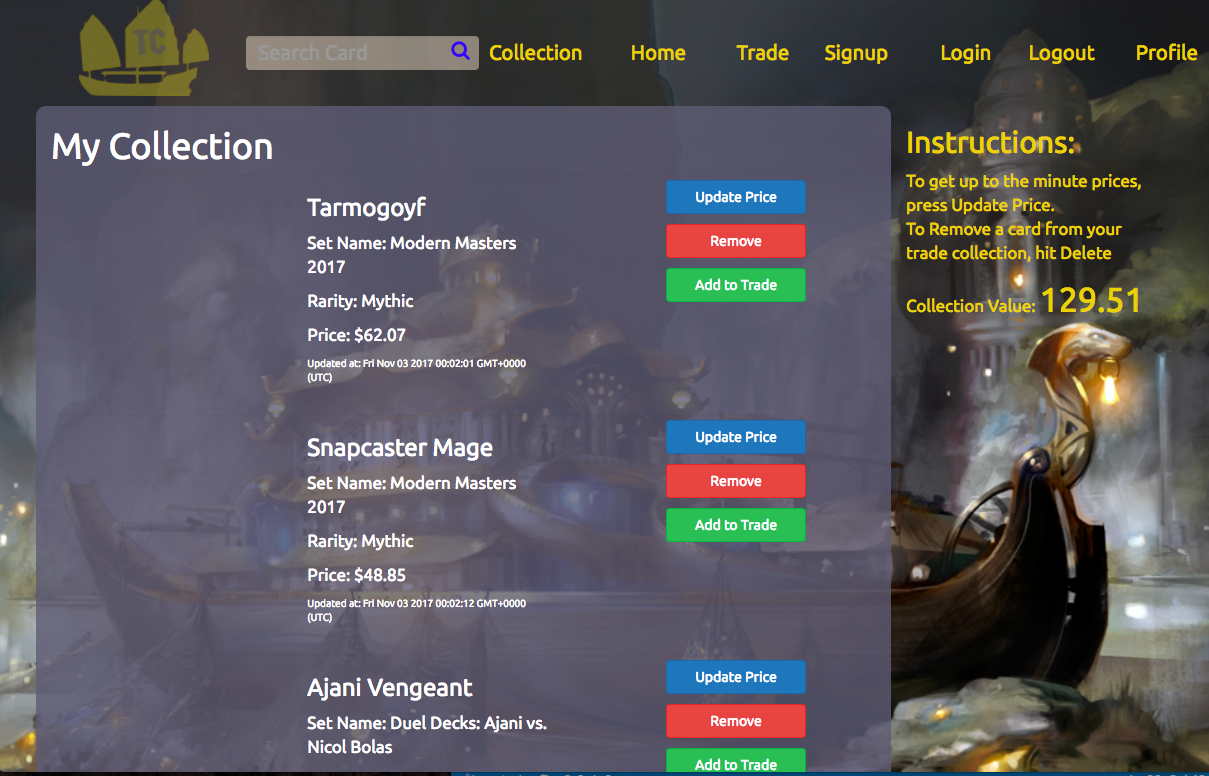 TC
Search Card
Collection
Home
Trade
Signup
Login
Logout
Profile
My Collection
Tarmogoyf
Set Name: Modern Masters
2017
Rarity: Mythic
Price: $62.07
Updated at: Fri Nov 03 2017 00:02:01 GMT+0000
(UTC)
Update Price
Remove
Add to Trade
Snapcaster Mage
Set Name: Modern Masters
2017
Rarity: Mythic
Price: $48.85
Updated at: Fri Nov 03 2017 00:02:12 GMT+0000
(UTC)
Update Price
Remove
Add to Trade
Ajani Vengeant
Set Name: Duel Decks: Ajani vs.
Nicol Bolas
Update Price
Remove
Add to Trade
Instructions:
To get up to the minute prices,
press Update Price.
To Remove a card from your
trade collection, hit Delete
Collection Value: 129.51